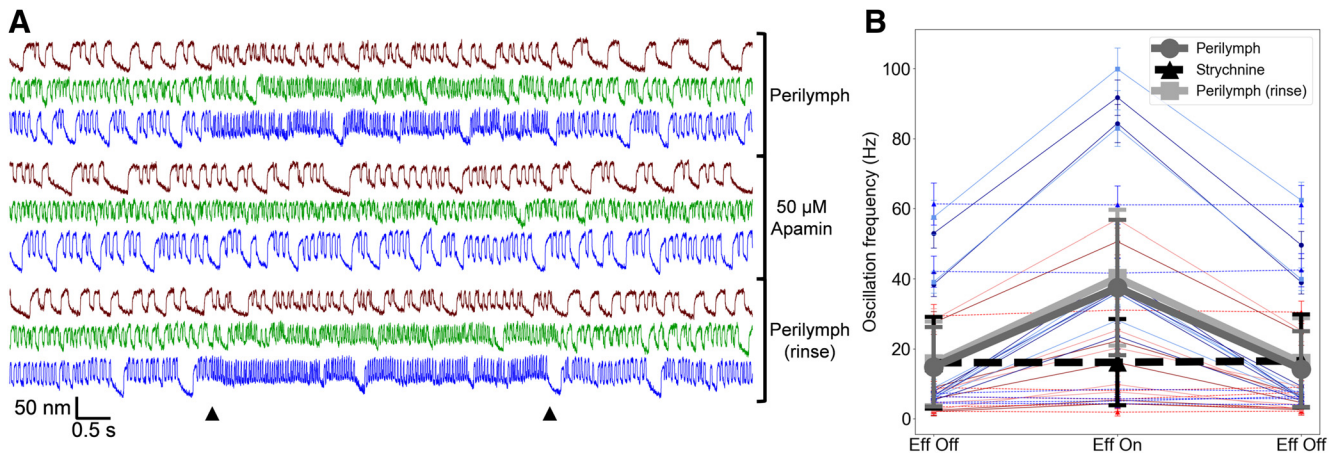 A
Perilymph
50 µM
Apamin
Perilymph
(rinse)
50 nm
0.5 s
B
Perilymph
Strychnine
Perilymph (rinse)
Oscillation frequency (Hz)
100
80
60
40
20
0
Eff Off
Eff On
Eff Off